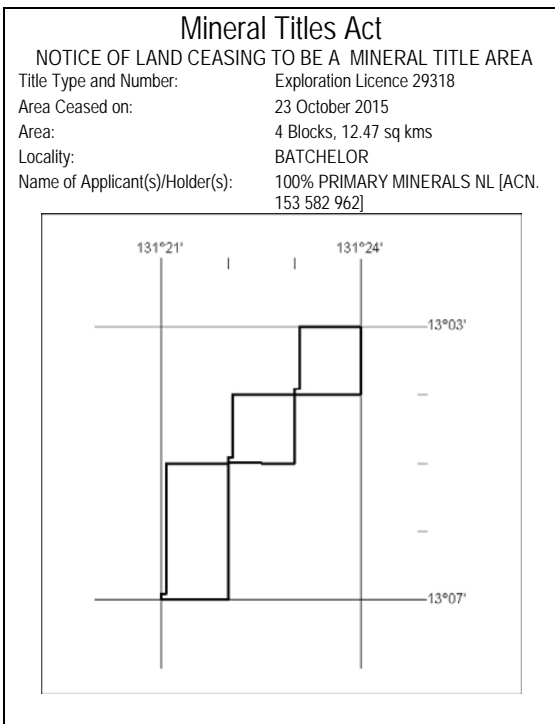 Mineral Titles Act
NOTICE OF LAND CEASING TO BE A MINERAL TITLE AREA
Title Type and Number: Exploration Licence 29318
Area Ceased on: 23 October 2015
Area: 4 Blocks, 12.47 sq kms
Locality: BATCHELOR
Name of Applicant(s)/Holder(s): 100% PRIMARY MINERALS NL [ACN.
153 582 962]
131°21' 131°24'
13°03'
13°07'